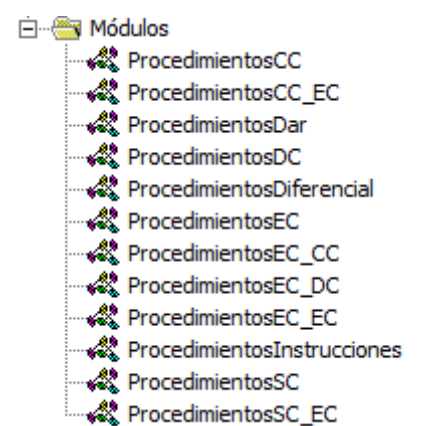 Módulos
ProcedimientosCC
ProcedimientosCC_EC
ProcedimientosDar
ProcedimientosDC
ProcedimientosDiferencial
ProcedimientosEC
ProcedimientosEC_CC
ProcedimientosEC_DC
ProcedimientosEC_EC
ProcedimientosInstrucciones
ProcedimientosSC
ProcedimientosSC_EC